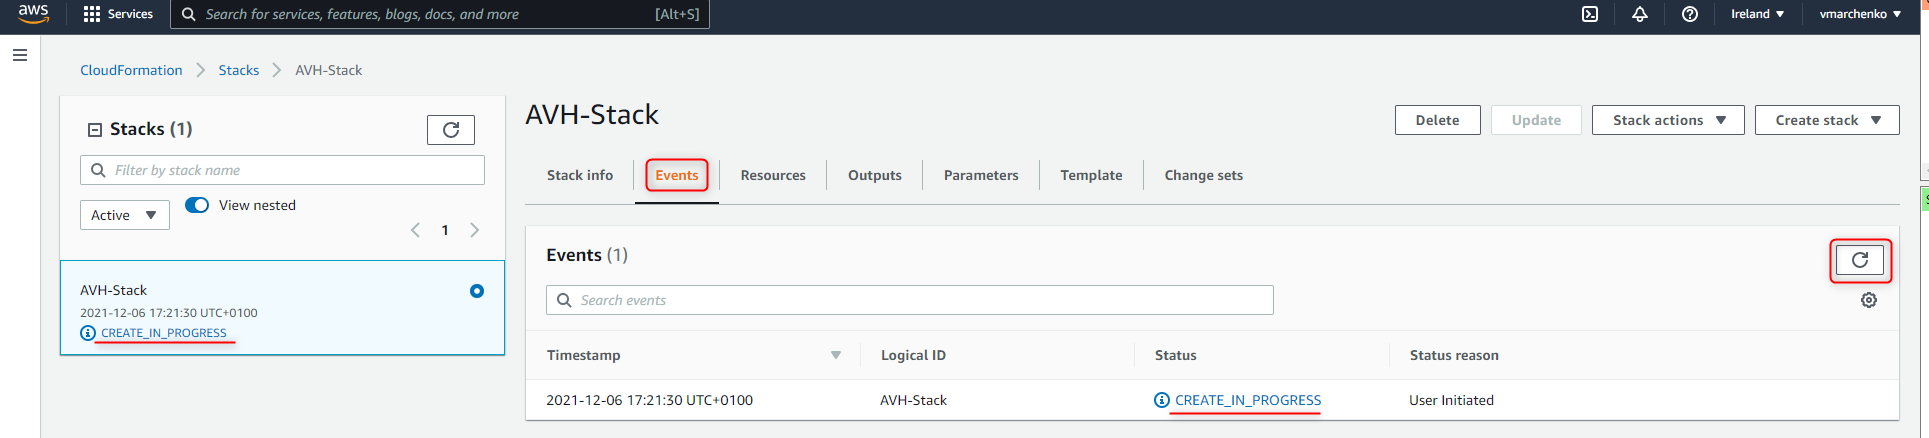 aws Services Search for services, features, blogs, docs, and more [Alt+S] Ireland vmarchenko
CloudFormation Stacks AVH-Stack
Stacks (1)
Filter by stack name
Active View nested
1
AVH-Stack
2021-12-06 17:21:30 UTC+0100
CREATE_IN_PROGRESS
AVH-Stack
Delete Update Stack actions Create stack
Stack info Events Resources Outputs Parameters Template Change sets
Events (1)
Search events
Timestamp Logical ID Status Status reason
2021-12-06 17:21:30 UTC+0100 AVH-Stack CREATE_IN_PROGRESS User Initiated